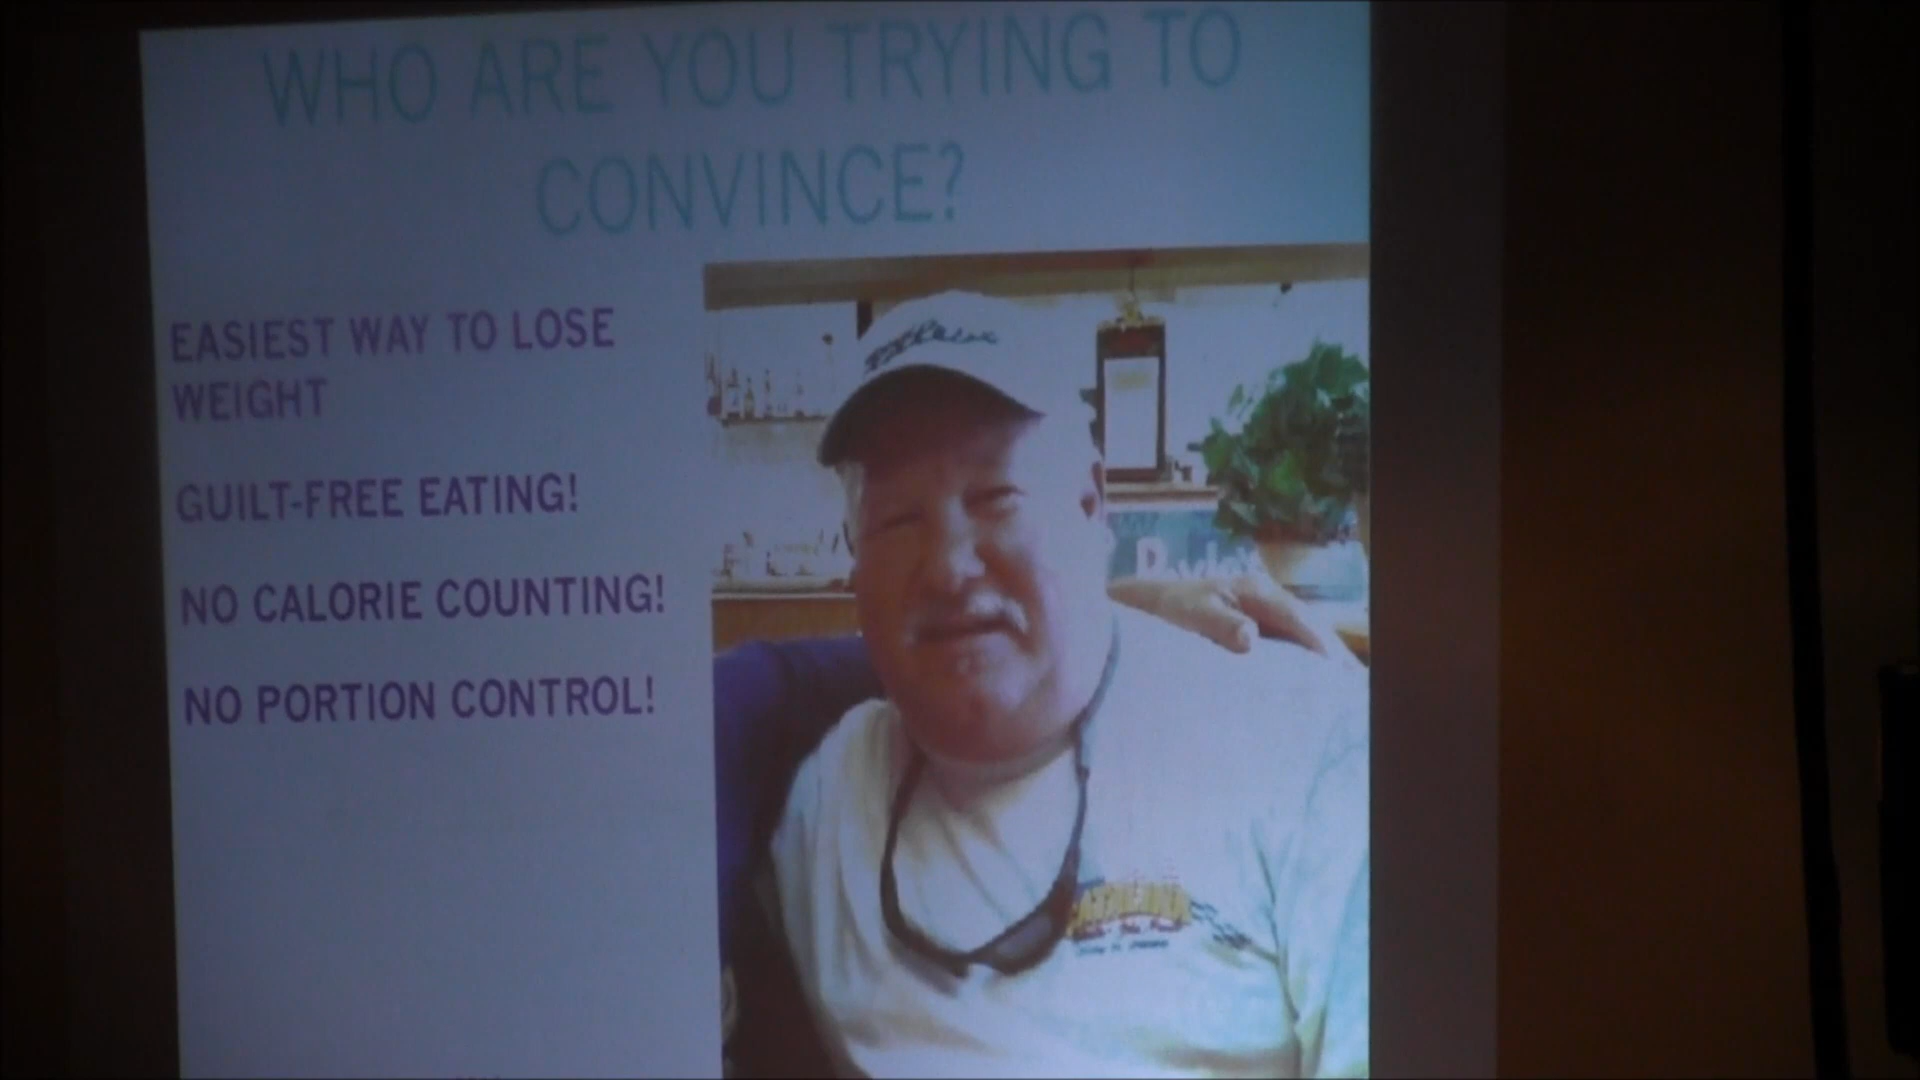 WHO ARE YOU TRYING TO
CONVINCE?
EASIEST WAY TO LOSE
WEIGHT
GUILT-FREE EATING!
NO CALORIE COUNTING!
NO PORTION CONTROL!